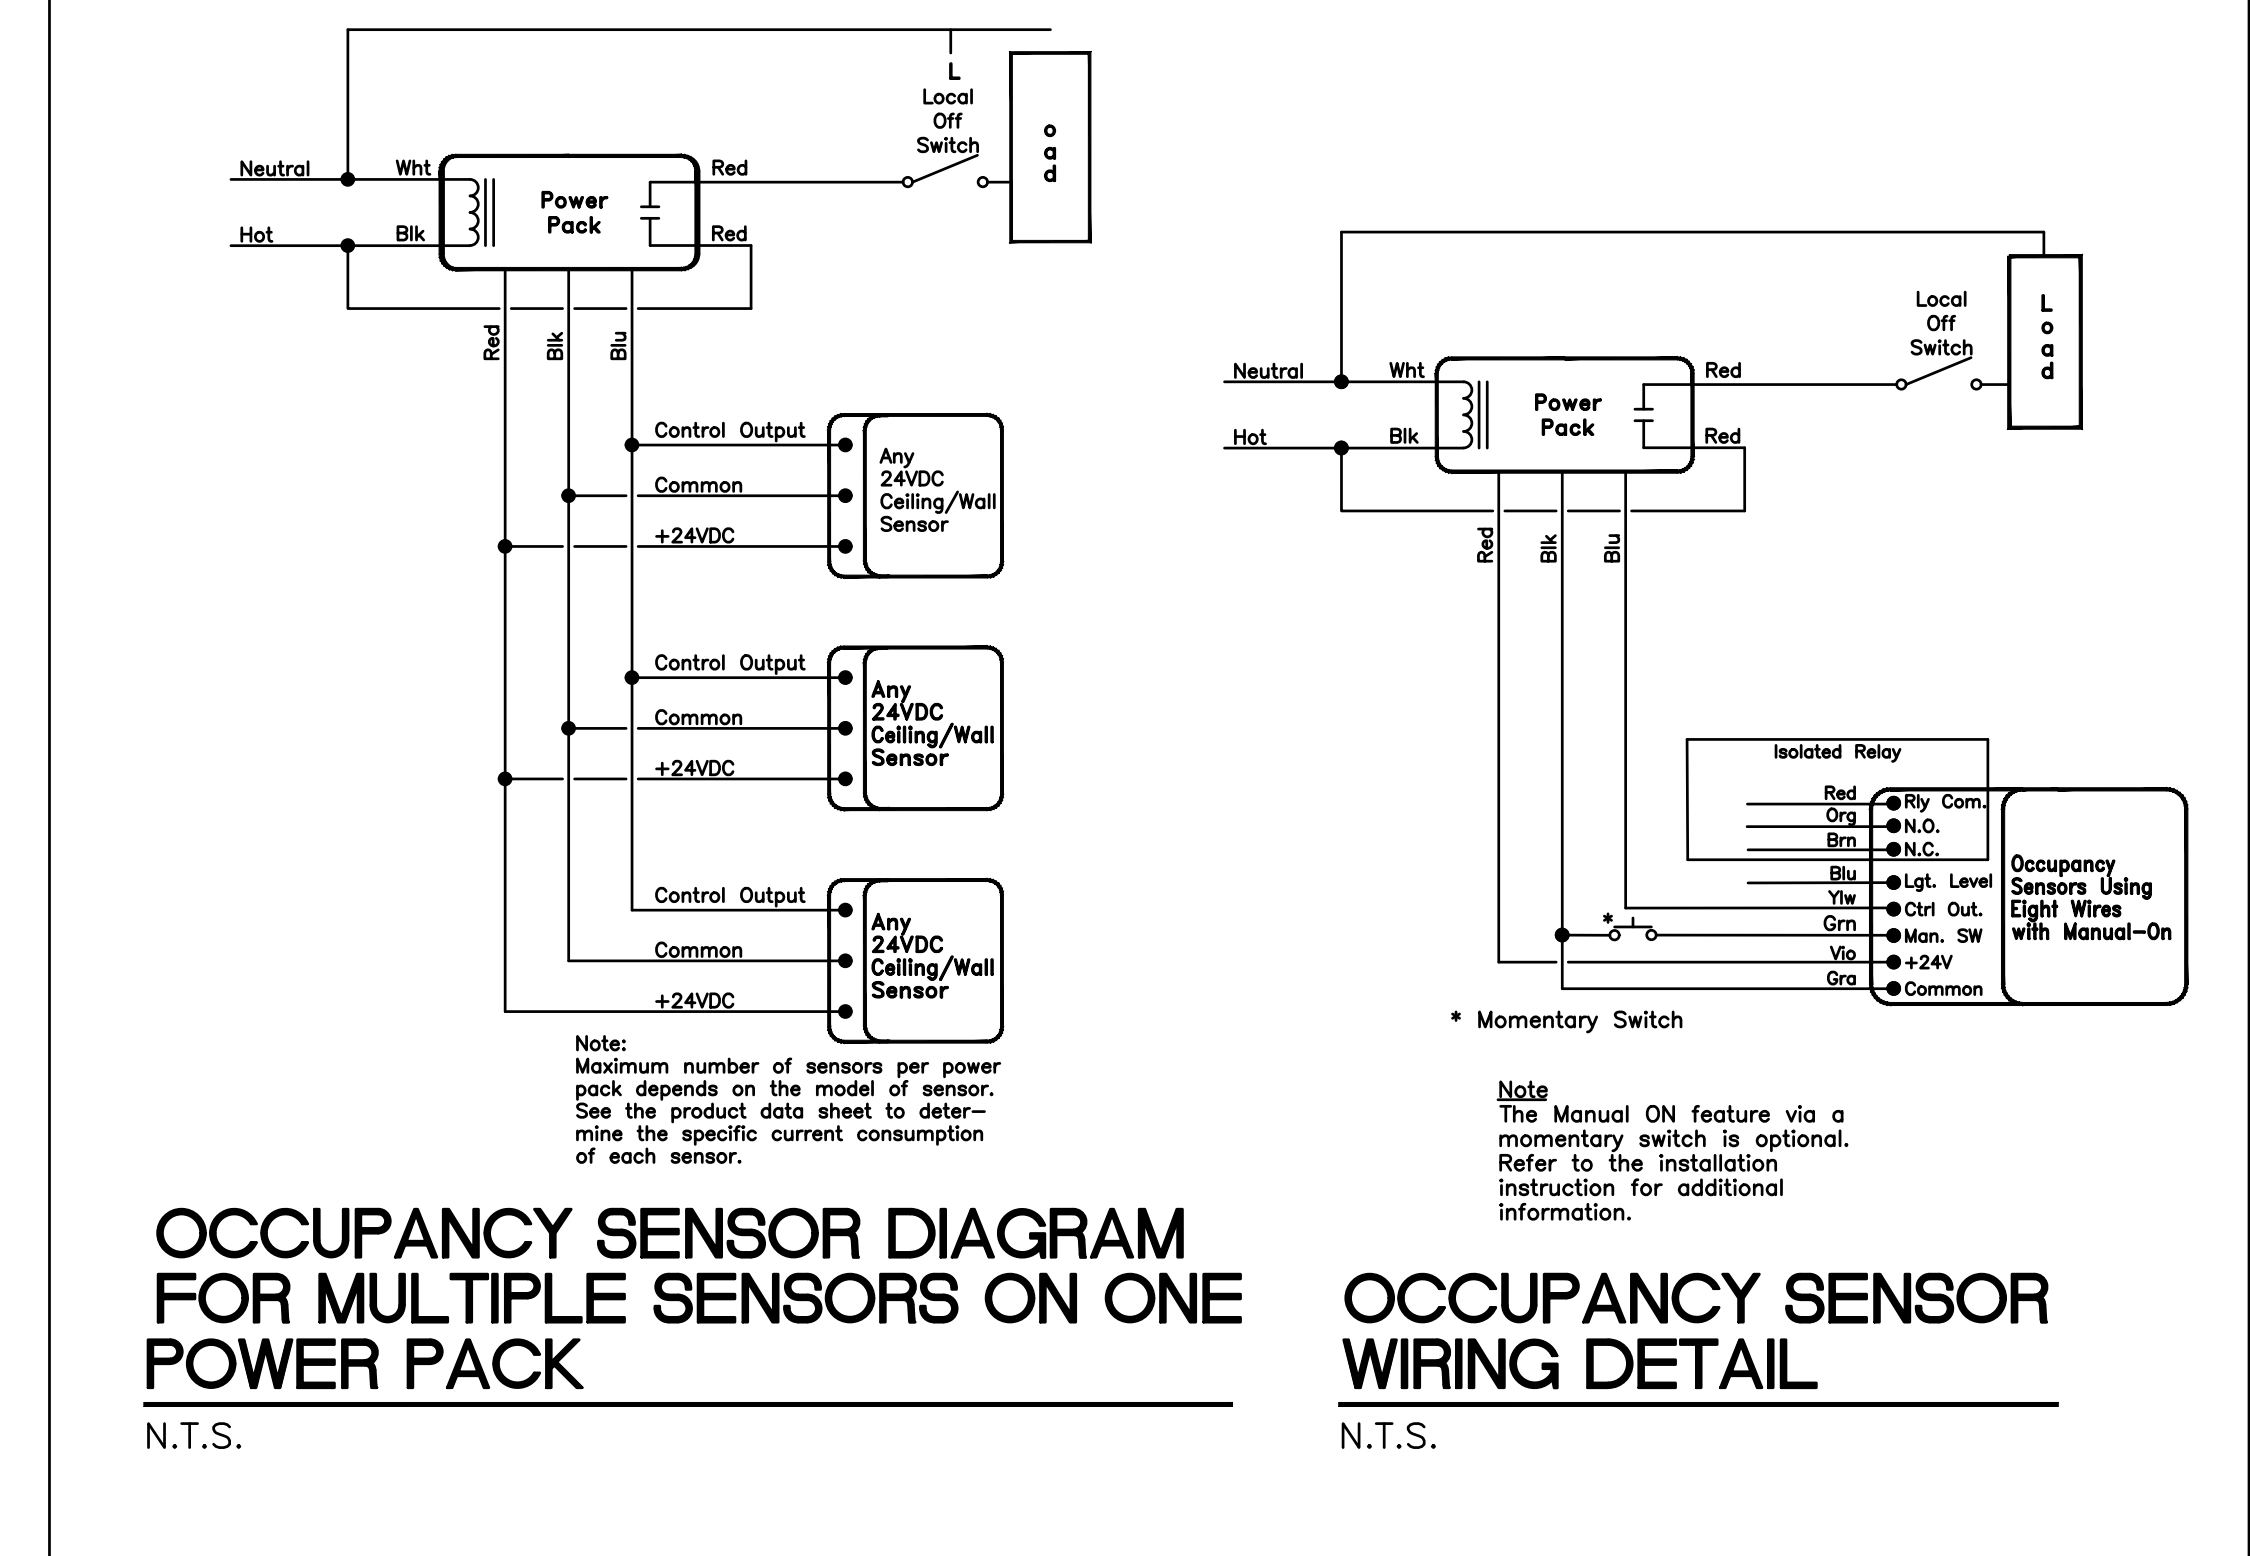 L
Local
Off
Switch
o
a
d
Neutral
Wht
Power
Pack
Red
Hot
Blk
Red
Red
Blk
Blu
Control Output
Common
+24VDC
Any
24VDC
Ceiling/Wall
Sensor
Control Output
Common
+24VDC
Any
24VDC
Ceiling/Wall
Sensor
Control Output
Common
+24VDC
Any
24VDC
Ceiling/Wall
Sensor
Note:
Maximum number of sensors per power
pack depends on the model of sensor.
See the product data sheet to deter-
mine the specific current consumption
of each sensor.
OCCUPANCY SENSOR DIAGRAM
FOR MULTIPLE SENSORS ON ONE
POWER PACK
N.T.S.
Local
Off
Switch
L
o
a
d
Neutral
Wht
Power
Pack
Red
Hot
Blk
Red
Red
Blk
Blu
Isolated Relay
Red
Rly Com.
Org
N.O.
Brn
N.C.
Blu
Lgt. Level
Ylw
Ctrl Out.
*
Grn
Man. SW
Vio
+24V
Gra
Common
Occupancy
Sensors Using
Eight Wires
with Manual-On
* Momentary Switch
Note
The Manual ON feature via a
momentary switch is optional.
Refer to the installation
instruction for additional
information.
OCCUPANCY SENSOR
WIRING DETAIL
N.T.S.